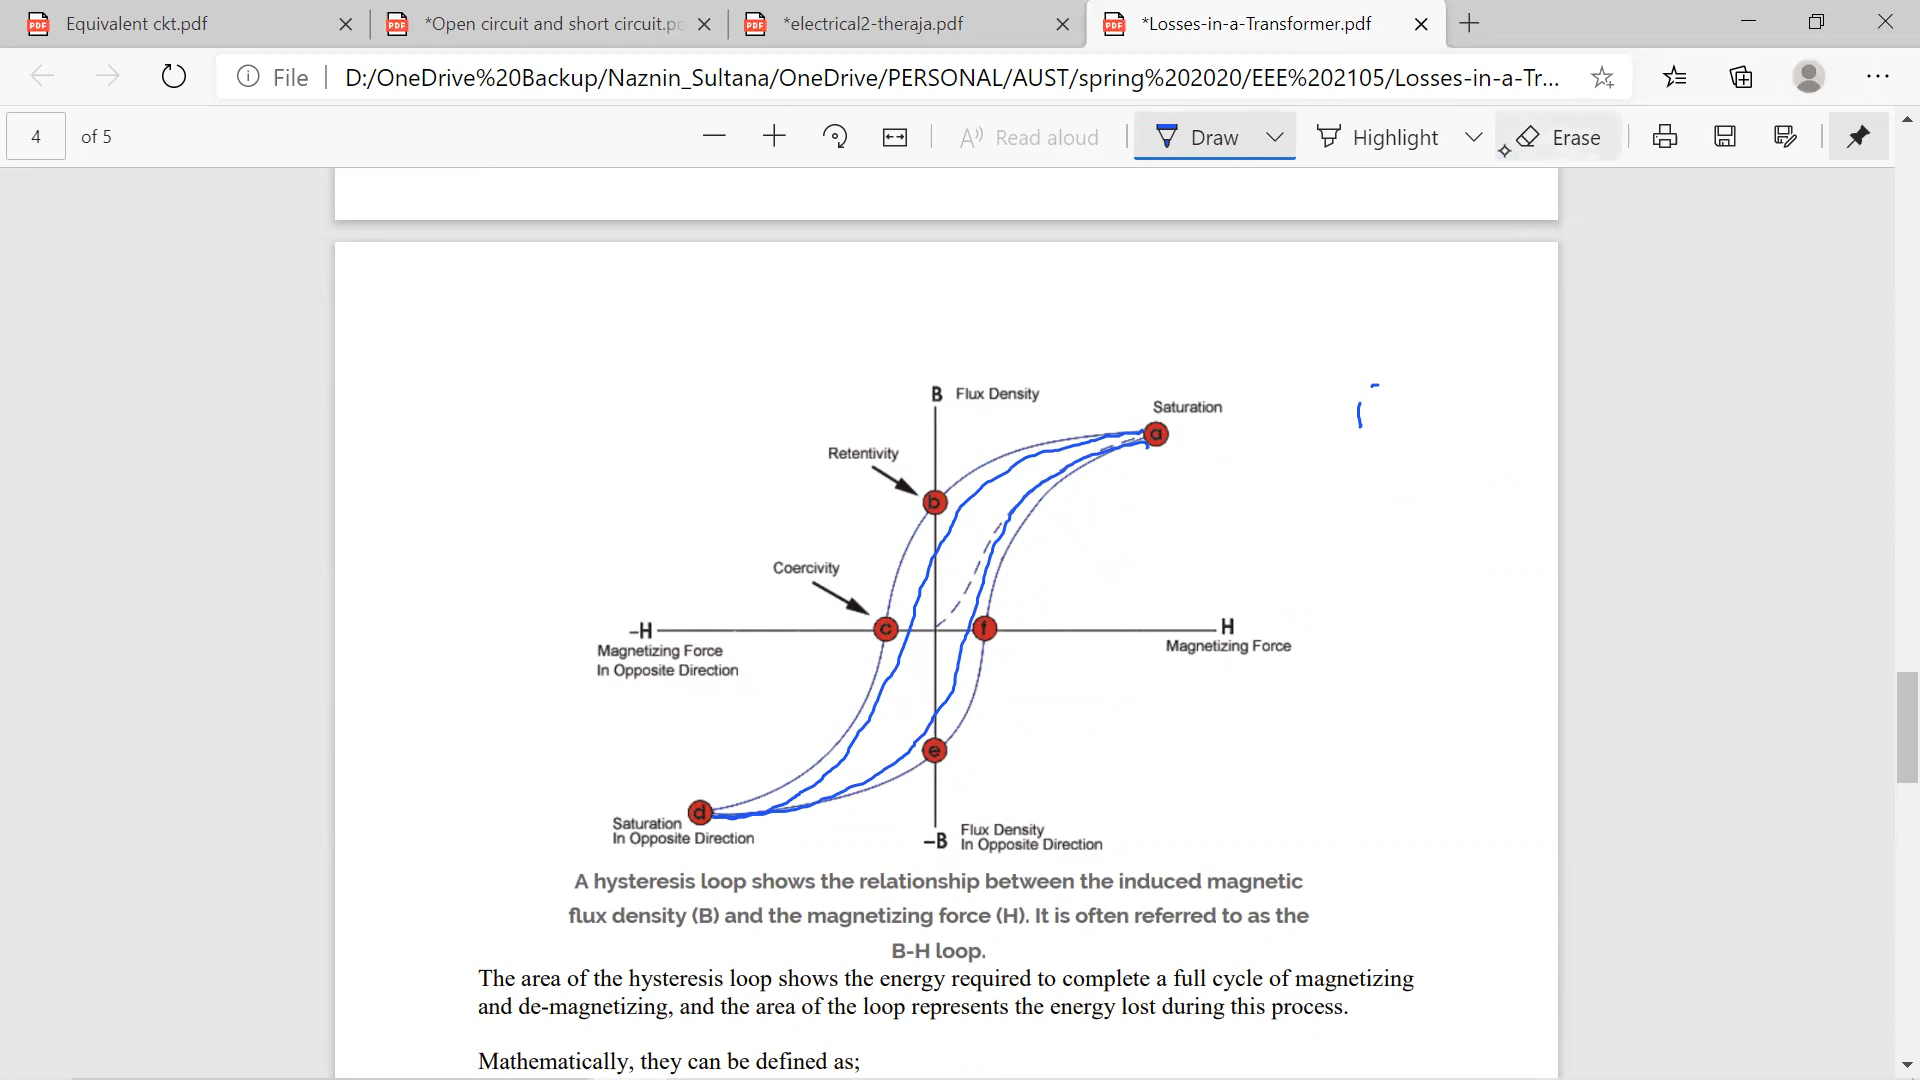 Equivalent ckt.pdf
*Open circuit and short circuit.pd
*electrical2-theraja.pdf
*Losses-in-a-Transformer.pdf
File
D:/OneDrive%20Backup/Naznin_Sultana/OneDrive/PERSONAL/AUST/spring%202020/EEE%202105/Losses-in-a-Tr...
4 of 5
Read aloud
Draw
Highlight
Erase
B Flux Density
Saturation
a
Retentivity
b
Coercivity
-H
c
f
H
Magnetizing Force
In Opposite Direction
Magnetizing Force
e
d
Saturation
In Opposite Direction
-B
Flux Density
In Opposite Direction
A hysteresis loop shows the relationship between the induced magnetic
flux density (B) and the magnetizing force (H). It is often referred to as the
B-H loop.
The area of the hysteresis loop shows the energy required to complete a full cycle of magnetizing
and de-magnetizing, and the area of the loop represents the energy lost during this process.
Mathematically, they can be defined as;